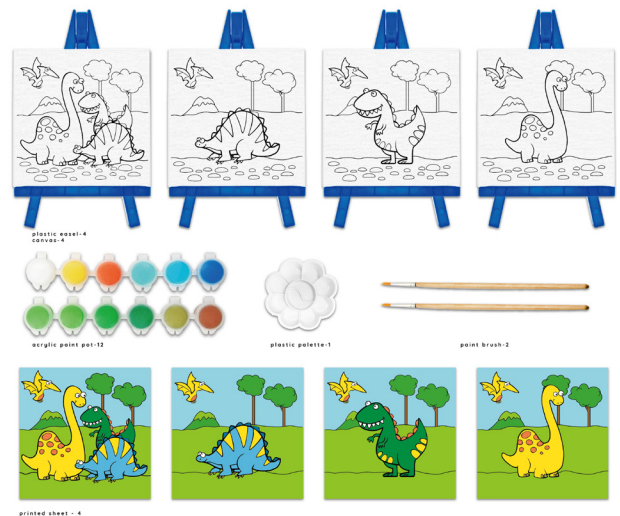 plastic easel-4
canvas-4
acrylic paint pot-12
plastic palette-1
paint brush-2
printed sheet - 4